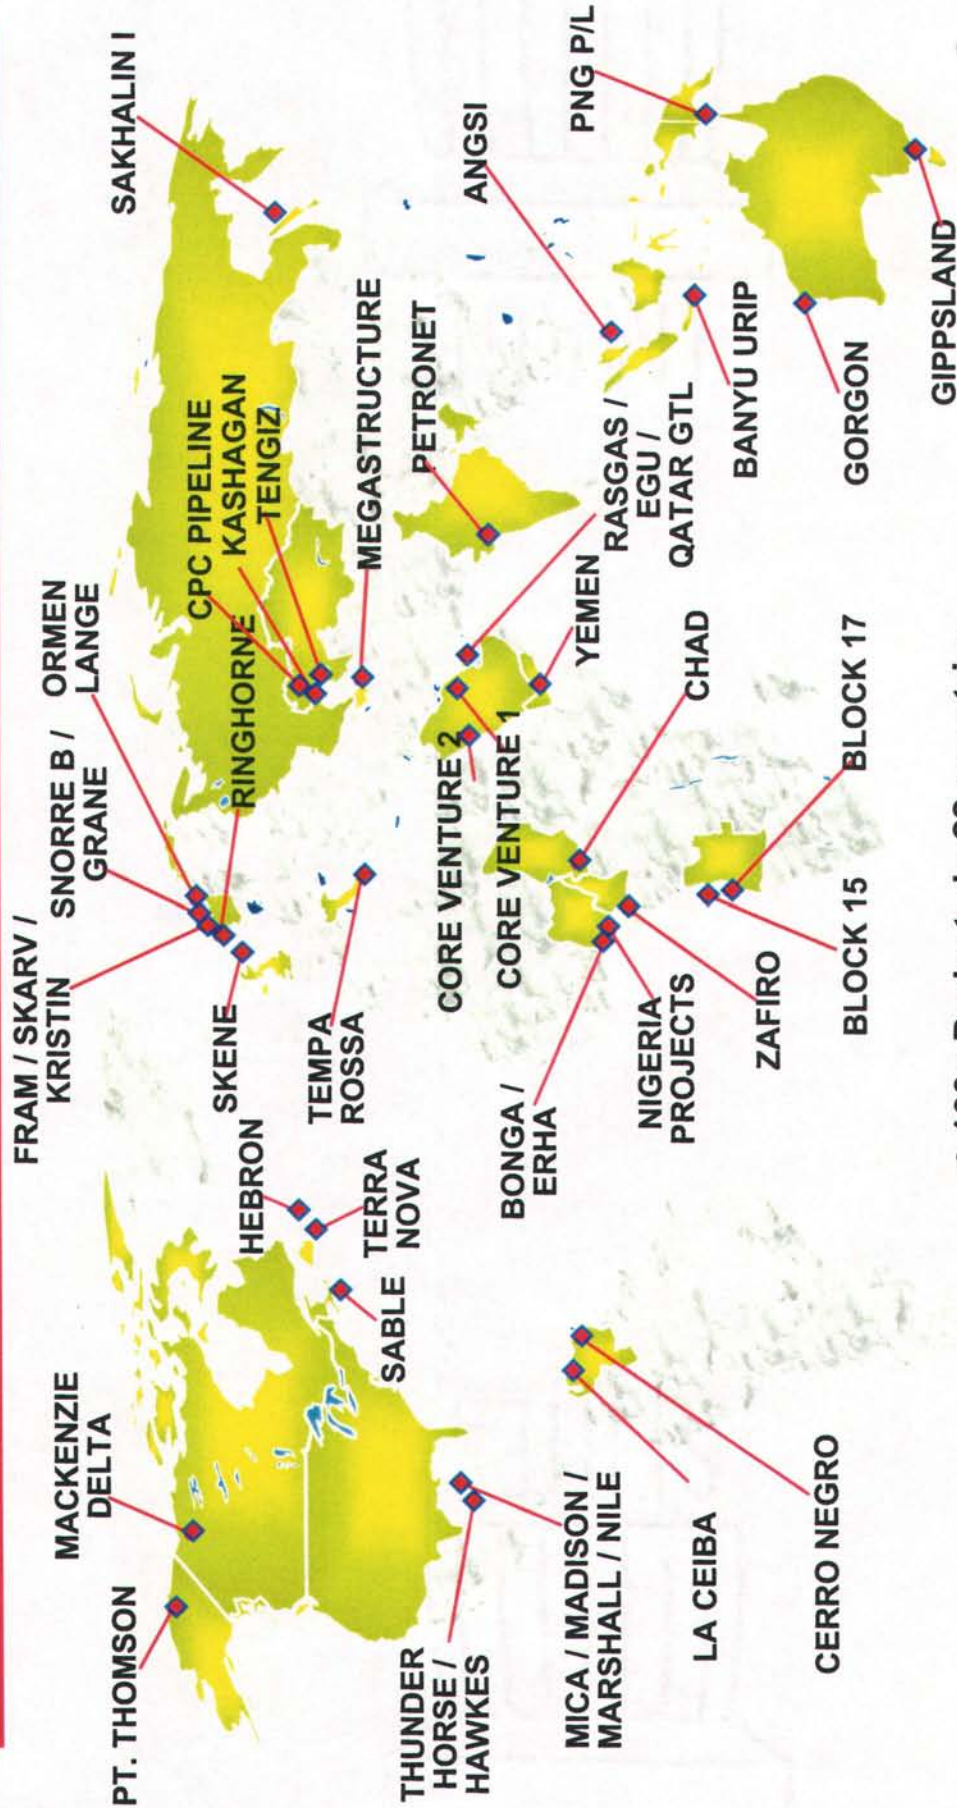 PT. THOMSON
MACKENZIE
DELTA
THUNDER
HORSE /
HAWKES
MICA / MADISON /
MARSHALL / NILE
LA CEIBA
CERRO NEGRO
HEBRON
TERRA
NOVA
SABLE
FRAM / SKARV /
KRISTIN
SNORRE B /
GRANE
ORMEN
LANGE
SKENE
RINGHORNE
TEMPA
ROSSA
CPC PIPELINE
KASHAGAN
TENGIZ
MEGASTRUCTURE
SAKHALIN I
PETRONET
CORE VENTURE 2
CORE VENTURE 1
RASGAS /
EGU /
QATAR GTL
YEMEN
CHAD
BONGA /
ERHA
NIGERIA
PROJECTS
ZAFIRO
BLOCK 15
BLOCK 17
ANGSI
PNG P/L
BANYU URIP
GORGON
GIPPSLAND